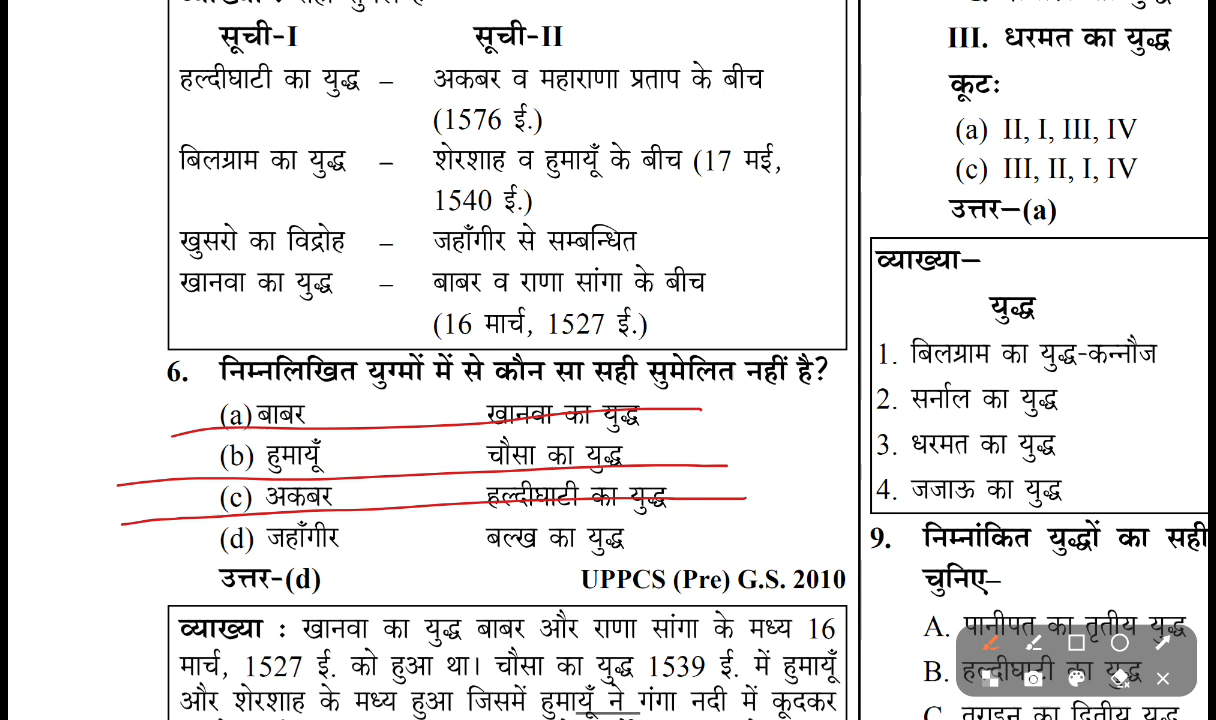 सूची-I सूची-II
हल्दीघाटी का युद्ध – अकबर व महाराणा प्रताप के बीच
(1576 ई.)
बिलग्राम का युद्ध – शेरशाह व हुमायूँ के बीच (17 मई,
1540 ई.)
खुसरो का विद्रोह – जहाँगीर से सम्बन्धित
खानवा का युद्ध – बाबर व राणा सांगा के बीच
(16 मार्च, 1527 ई.)
6. निम्नलिखित युग्मों में से कौन सा सही सुमेलित नहीं है?
(a) बाबर खानवा का युद्ध
(b) हुमायूँ चौसा का युद्ध
(c) अकबर हल्दीघाटी का युद्ध
(d) जहाँगीर बल्ख का युद्ध
उत्तर–(d) UPPCS (Pre) G.S. 2010
व्याख्या : खानवा का युद्ध बाबर और राणा सांगा के मध्य 16
मार्च, 1527 ई. को हुआ था। चौसा का युद्ध 1539 ई. में हुमायूँ
और शेरशाह के मध्य हुआ जिसमें हुमायूँ ने गंगा नदी में कूदकर
III. धरमत का युद्ध
कूटः
(a) II, I, III, IV
(c) III, II, I, IV
उत्तर–(a)
व्याख्या–
युद्ध
1. बिलग्राम का युद्ध-कन्नौज
2. सर्नाल का युद्ध
3. धरमत का युद्ध
4. जजाऊ का युद्ध
9. निम्नांकित युद्धों का सही
चुनिए–
A. पानीपत का तृतीय युद्ध
B. हल्दीघाटी का युद्ध
C. तराइन का द्वितीय युद्ध